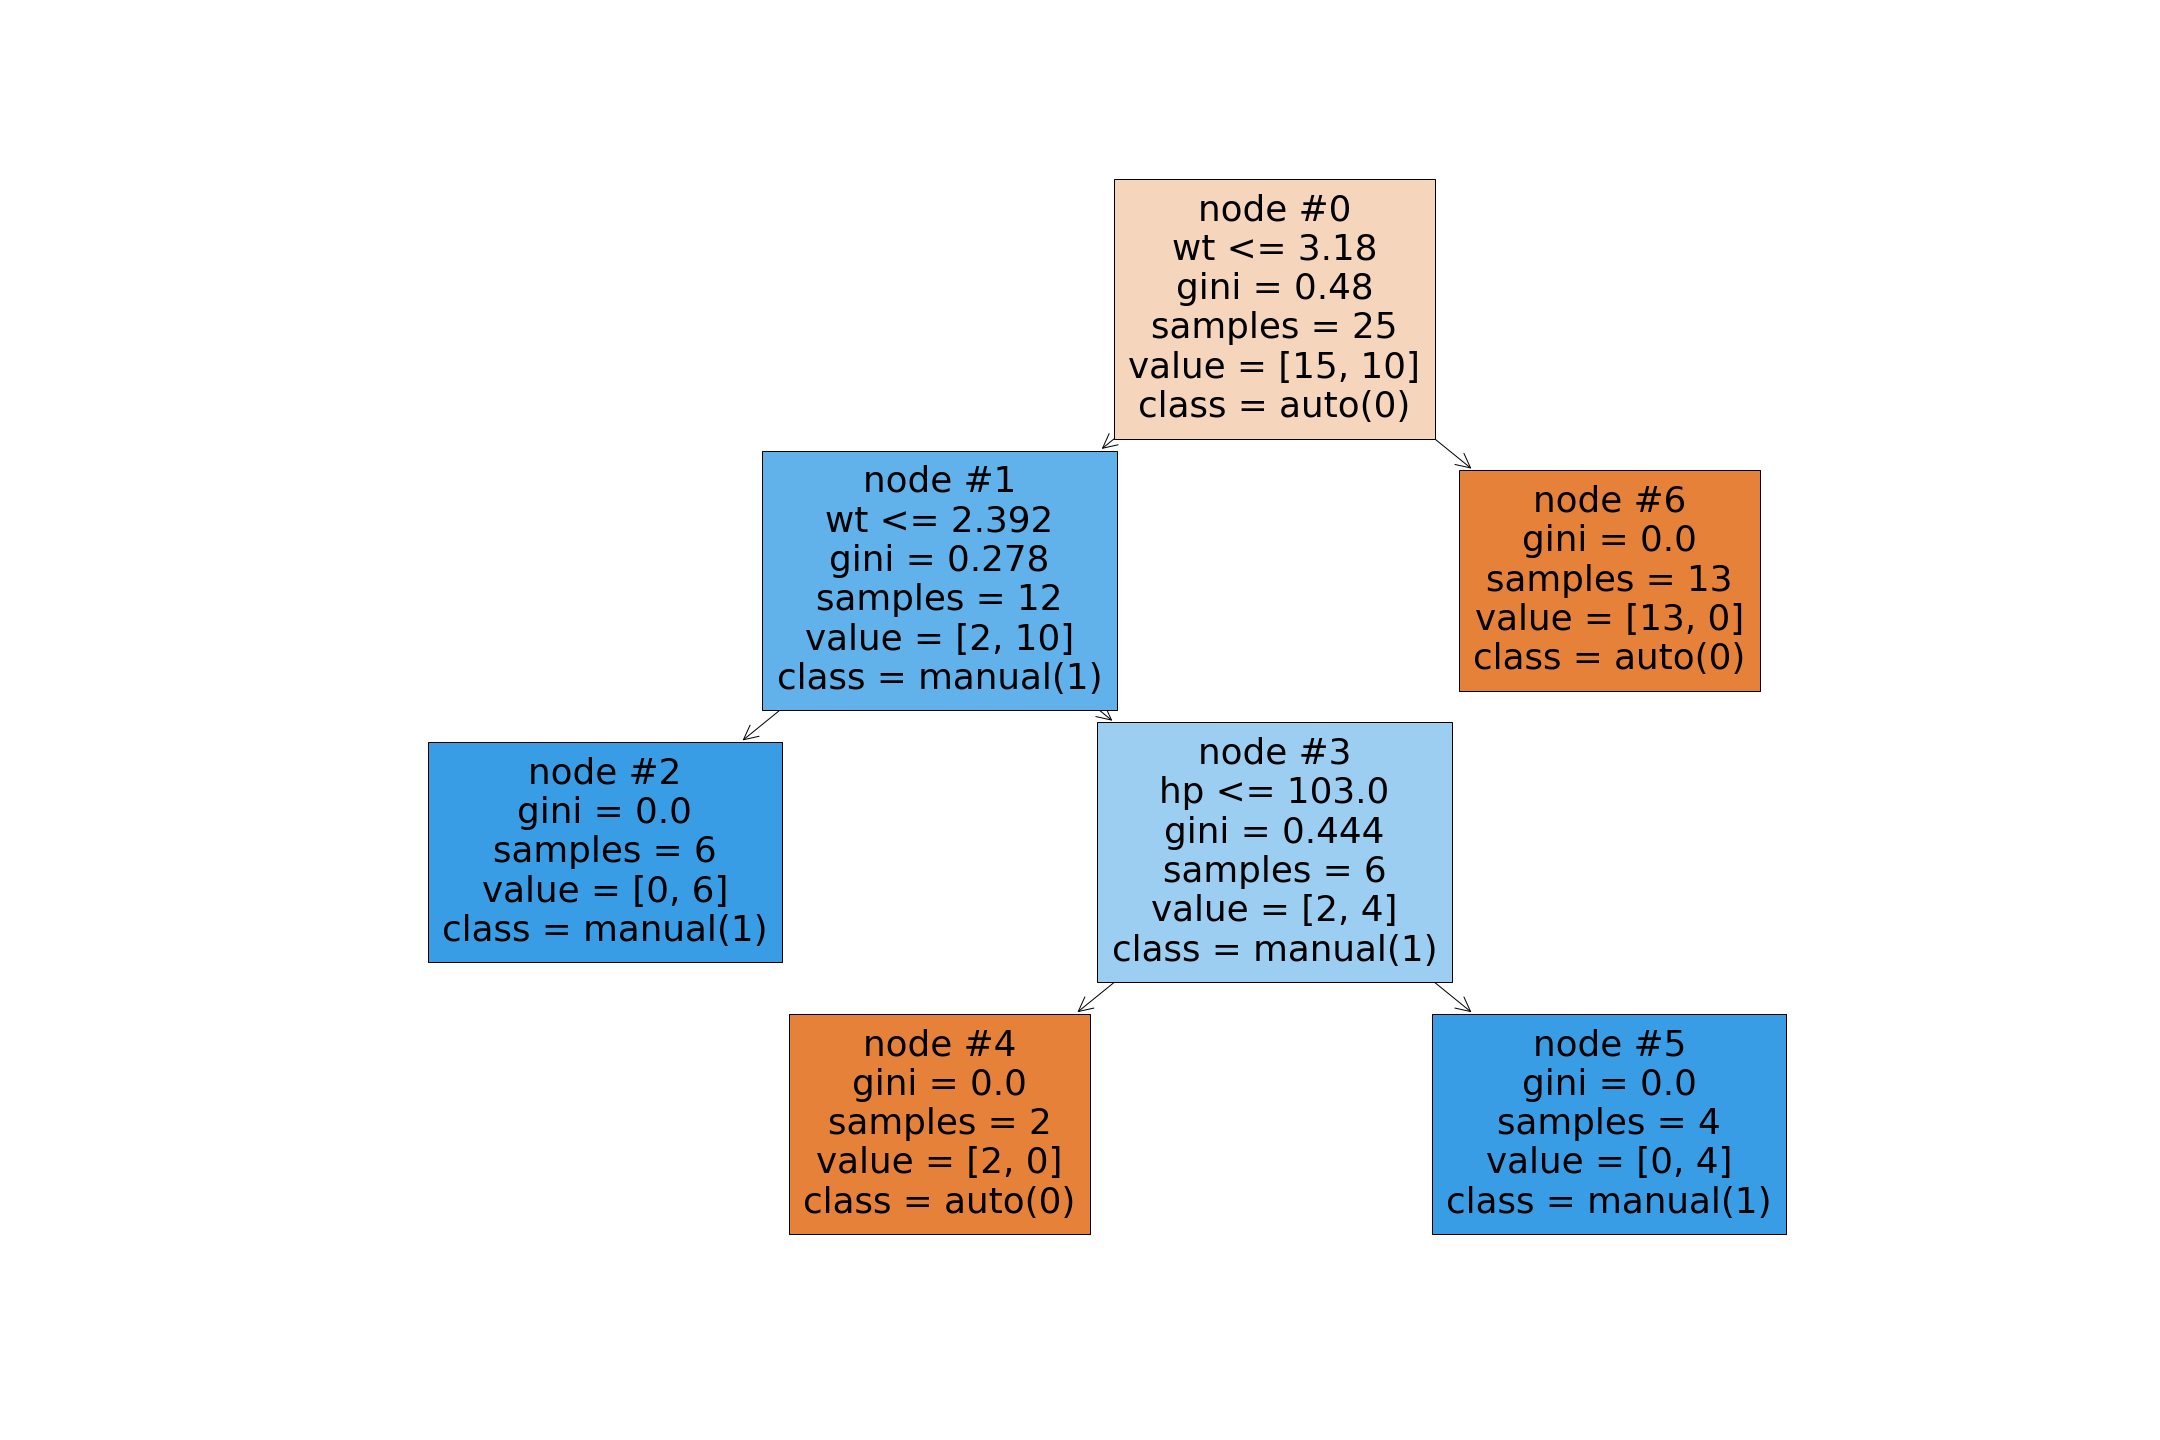 node #0
wt <= 3.18
gini = 0.48
samples = 25
value = [15, 10]
class = auto(0)
node #1
wt <= 2.392
gini = 0.278
samples = 12
value = [2, 10]
class = manual(1)
node #6
gini = 0.0
samples = 13
value = [13, 0]
class = auto(0)
node #2
gini = 0.0
samples = 6
value = [0, 6]
class = manual(1)
node #3
hp <= 103.0
gini = 0.444
samples = 6
value = [2, 4]
class = manual(1)
node #4
gini = 0.0
samples = 2
value = [2, 0]
class = auto(0)
node #5
gini = 0.0
samples = 4
value = [0, 4]
class = manual(1)